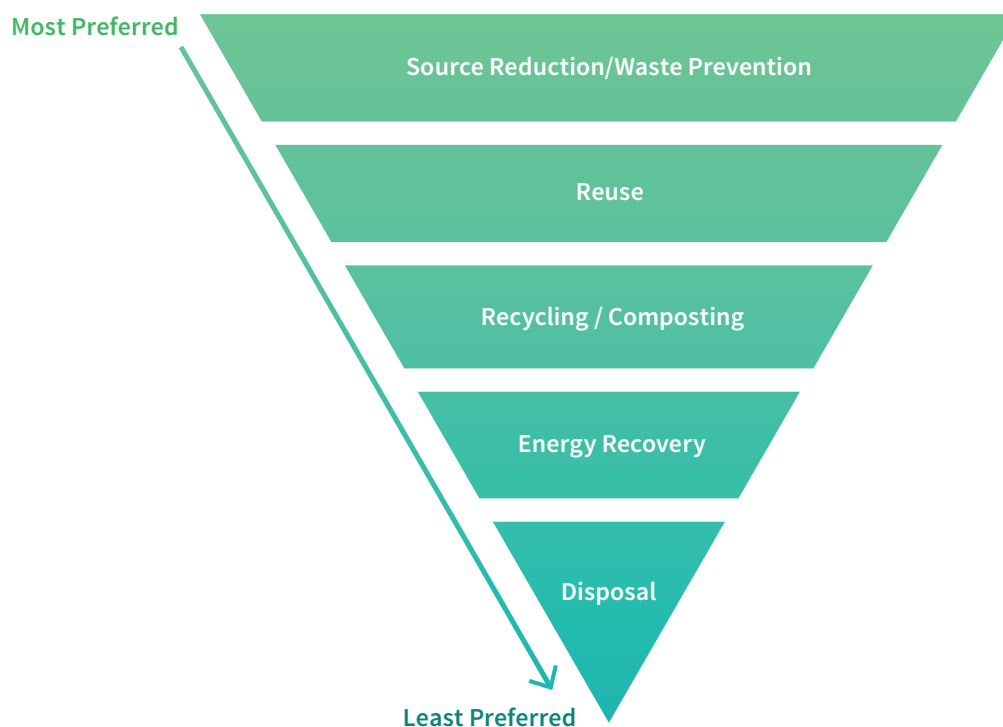 Most Preferred
Source Reduction/Waste Prevention
Reuse
Recycling / Composting
Energy Recovery
Disposal
Least Preferred